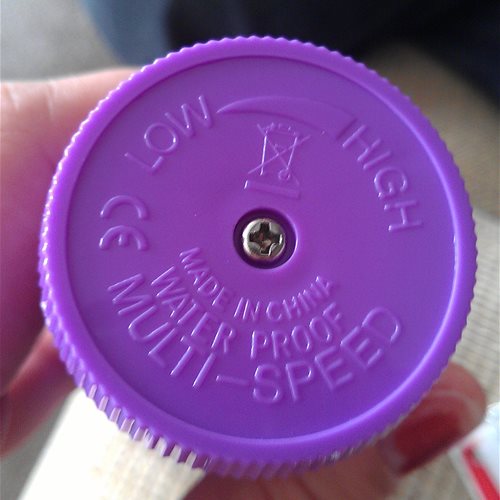 LOW HIGH
CE
MADE IN CHINA
WATER PROOF
MULTI-SPEED